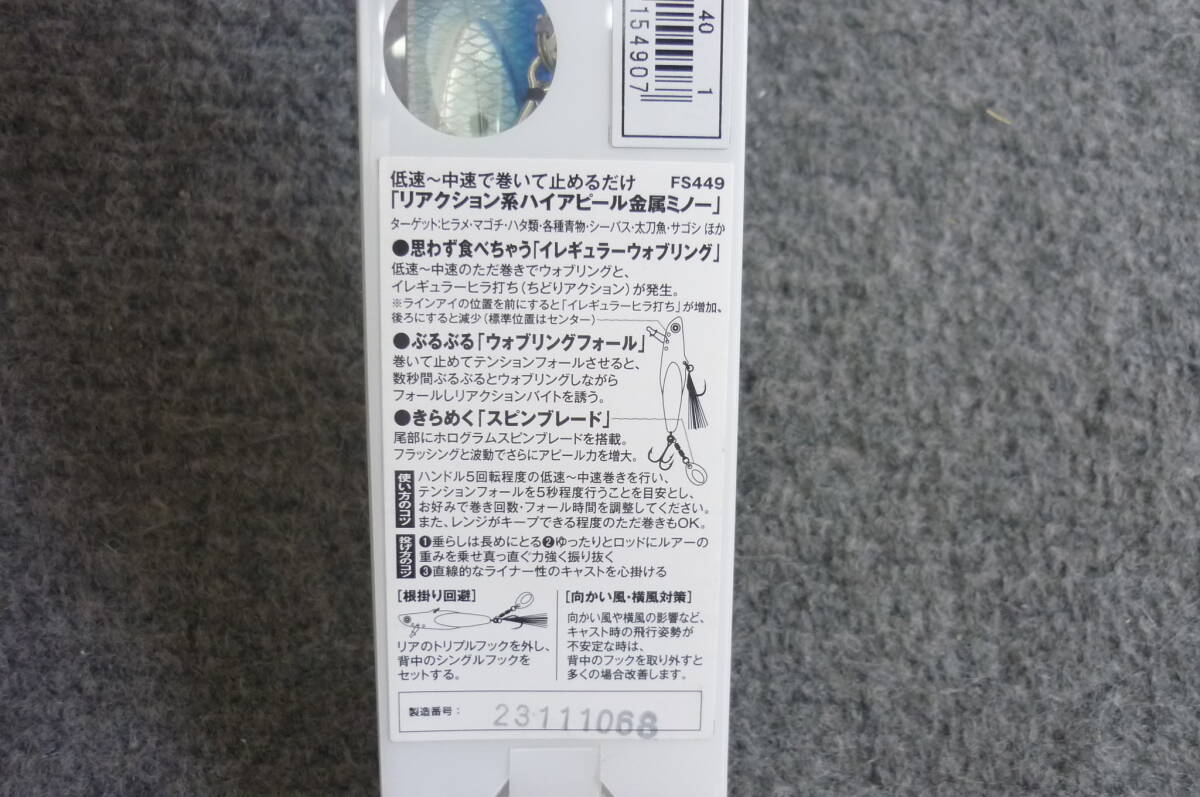 40 1
154907
低速～中速で巻いて止めるだけ FS449
「リアクション系ハイアピール金属ミノー」
ターゲット:ヒラメ・マゴチ・ハタ類・各種青物・シーバス・太刀魚・サゴシ ほか
●思わず食べちゃう「イレギュラーウォブリング」
低速～中速のただ巻きでウォブリングと、
イレギュラーヒラ打ち(ちどりアクション)が発生。
※ラインアイの位置を前にすると「イレギュラーヒラ打ち」が増加、
後ろにすると減少(標準位置はセンター)
●ぶるぶる「ウォブリングフォール」
巻いて止めてテンションフォールさせると、
数秒間ぶるぶるとウォブリングしながら
フォールしリアクションバイトを誘う。
●きらめく「スピンブレード」
尾部にホログラムスピンブレードを搭載。
フラッシングと波動でさらにアピール力を増大。
使い方のコツ
ハンドル5回転程度の低速～中速巻きを行い、
テンションフォールを5秒程度行うことを目安とし、
お好みで巻き回数・フォール時間を調整してください。
また、レンジがキープできる程度のただ巻きもOK。
投げ方のコツ
❶垂らしは長めにとる❷ゆったりとロッドにルアーの
重みを乗せ真っ直ぐ力強く振り抜く
❸直線的なライナー性のキャストを心掛ける
[根掛り回避]
リアのトリプルフックを外し、
背中のシングルフックを
セットする。
[向かい風・横風対策]
向かい風や横風の影響など、
キャスト時の飛行姿勢が
不安定な時は、
背中のフックを取り外すと
多くの場合改善します。
製造番号: 23111068